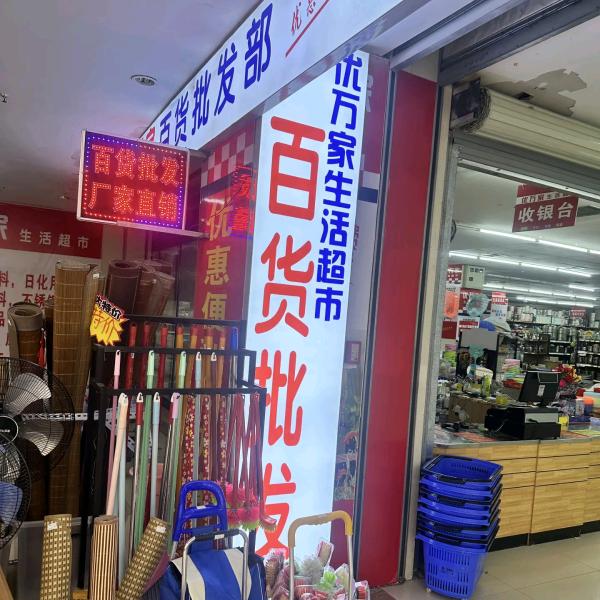 百货批发部
百货批发
厂家直销
优万家生活超市
百货批发
优惠便
生活超市
收银台